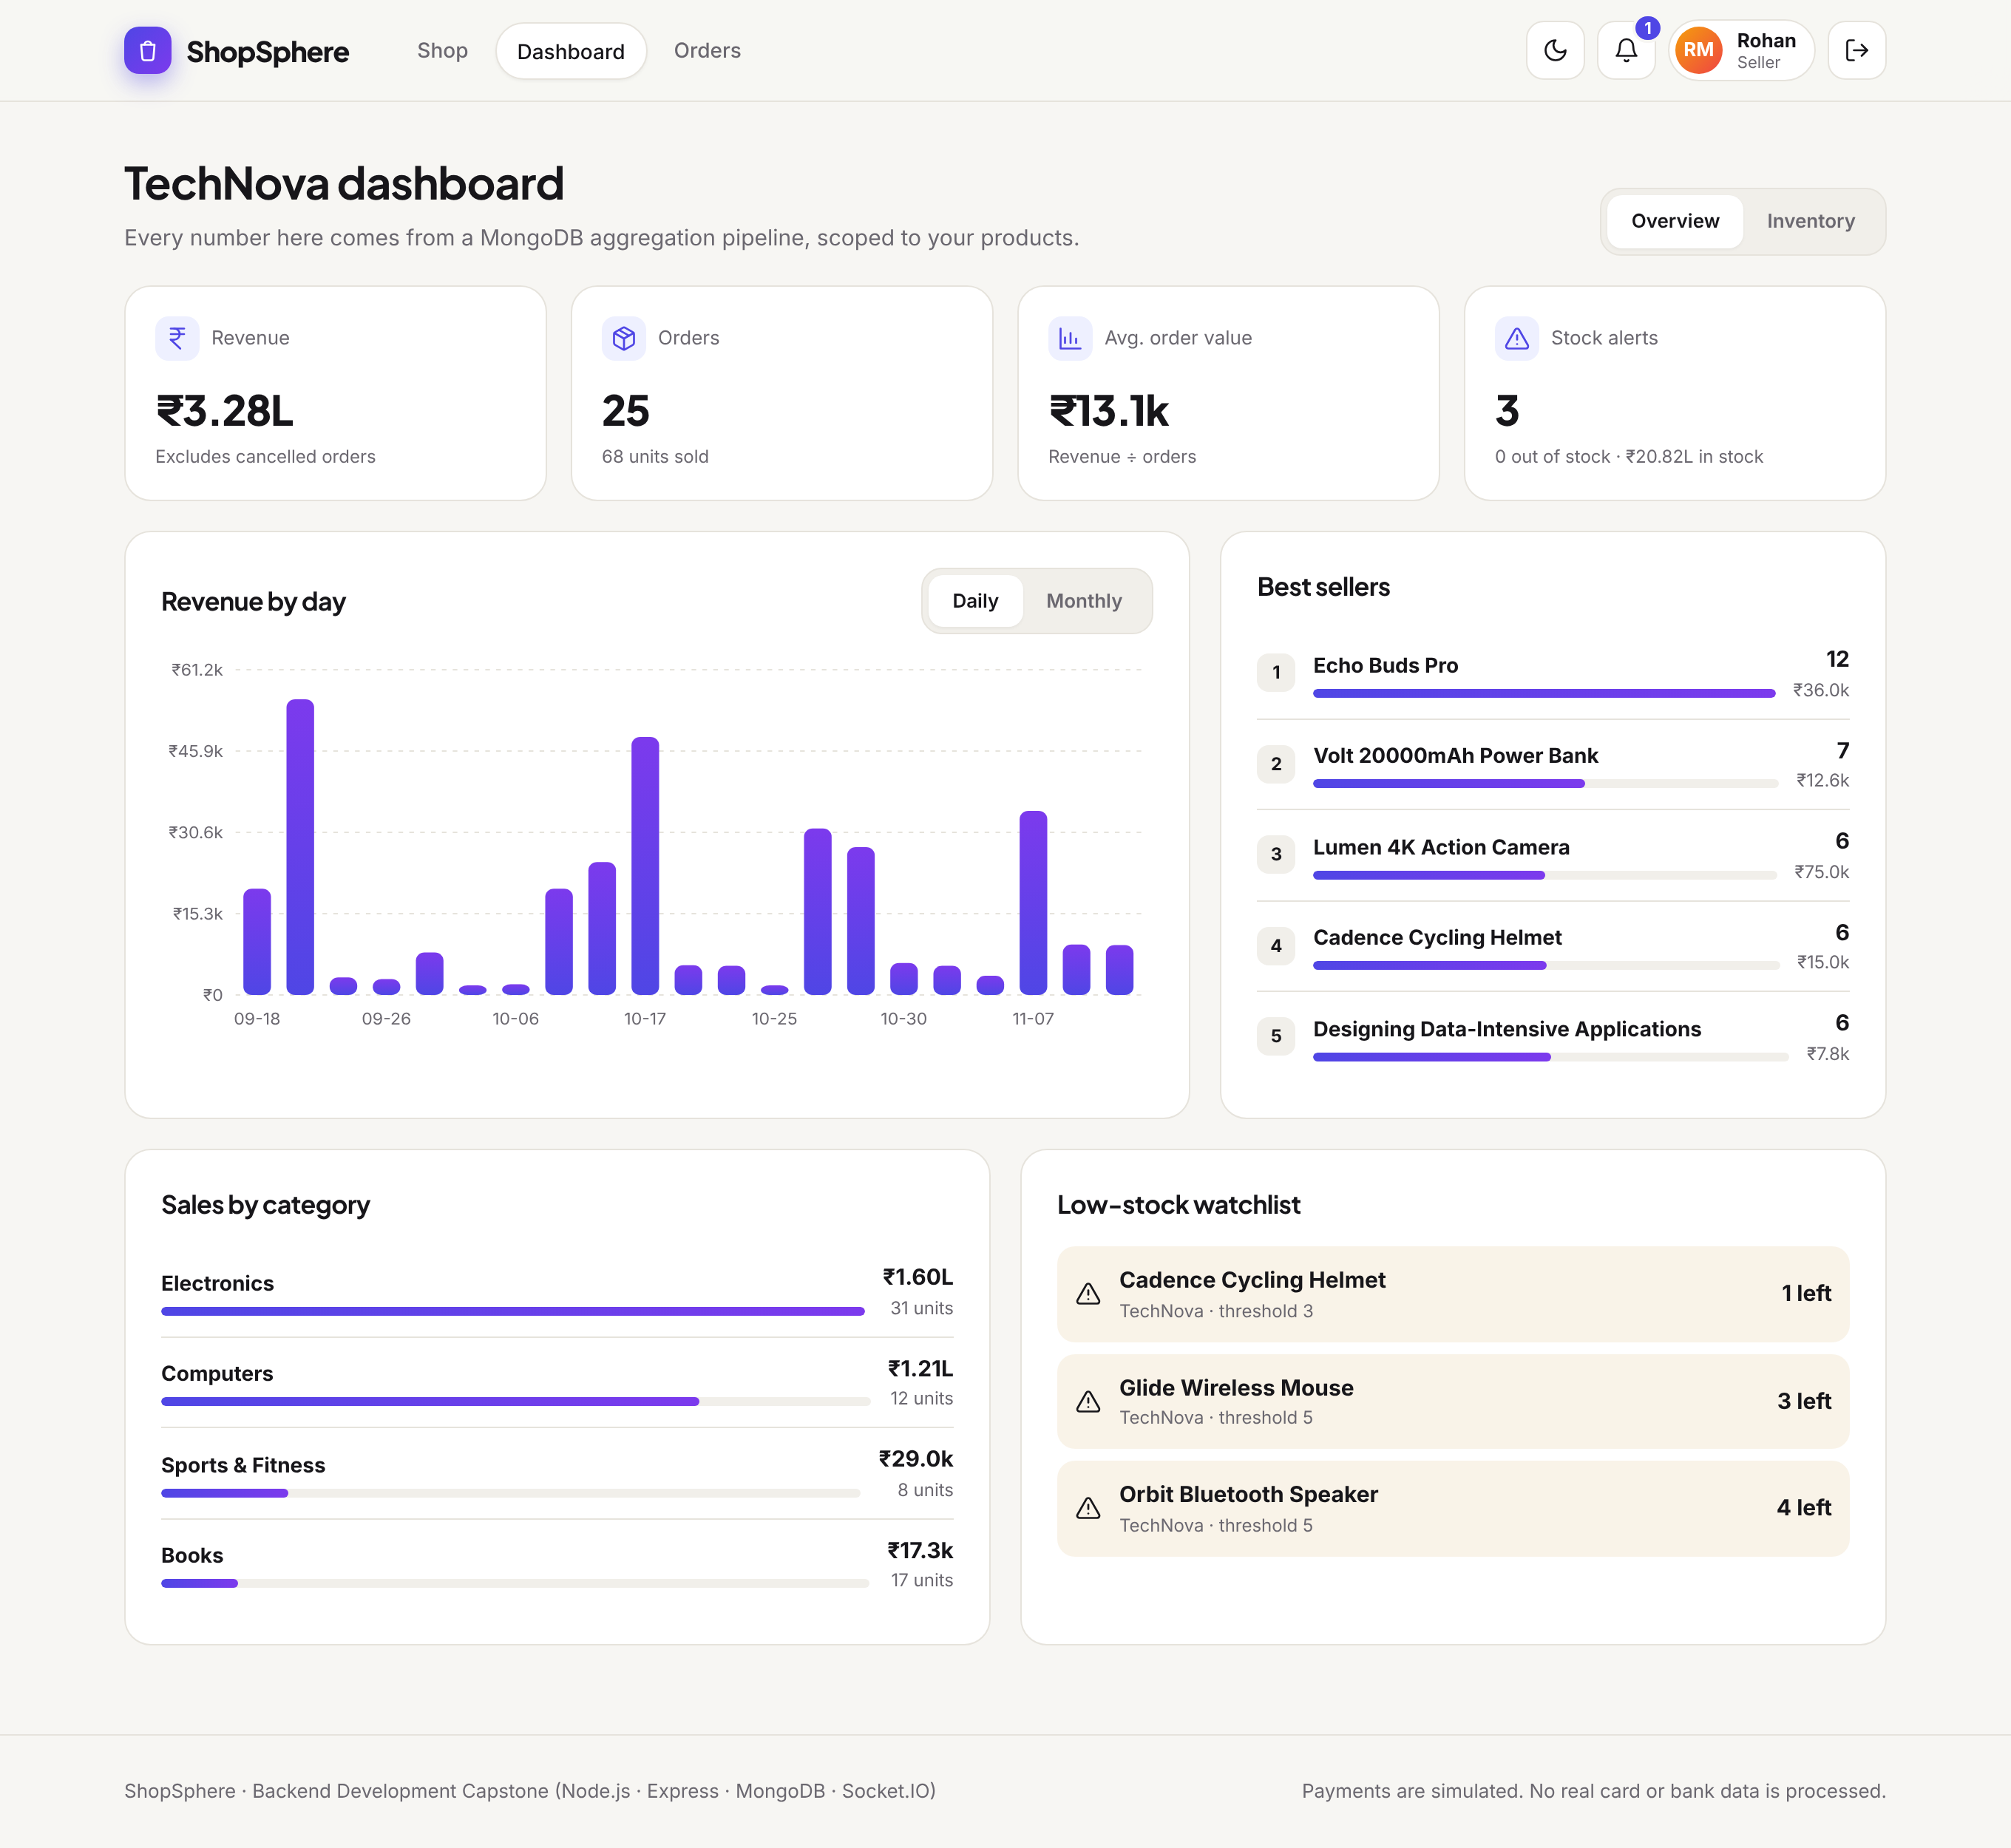 ShopSphere
Shop
Dashboard
Orders
1
RM
Rohan
Seller
TechNova dashboard
Every number here comes from a MongoDB aggregation pipeline, scoped to your products.
Overview
Inventory
Revenue
₹3.28L
Excludes cancelled orders
Orders
25
68 units sold
Avg. order value
₹13.1k
Revenue ÷ orders
Stock alerts
3
0 out of stock · ₹20.82L in stock
Revenue by day
Daily
Monthly
₹61.2k
₹45.9k
₹30.6k
₹15.3k
₹0
09-18
09-26
10-06
10-17
10-25
10-30
11-07
Best sellers
1
Echo Buds Pro
12
₹36.0k
2
Volt 20000mAh Power Bank
7
₹12.6k
3
Lumen 4K Action Camera
6
₹75.0k
4
Cadence Cycling Helmet
6
₹15.0k
5
Designing Data-Intensive Applications
6
₹7.8k
Sales by category
Electronics
₹1.60L
31 units
Computers
₹1.21L
12 units
Sports & Fitness
₹29.0k
8 units
Books
₹17.3k
17 units
Low-stock watchlist
Cadence Cycling Helmet
TechNova · threshold 3
1 left
Glide Wireless Mouse
TechNova · threshold 5
3 left
Orbit Bluetooth Speaker
TechNova · threshold 5
4 left
ShopSphere · Backend Development Capstone (Node.js · Express · MongoDB · Socket.IO)
Payments are simulated. No real card or bank data is processed.